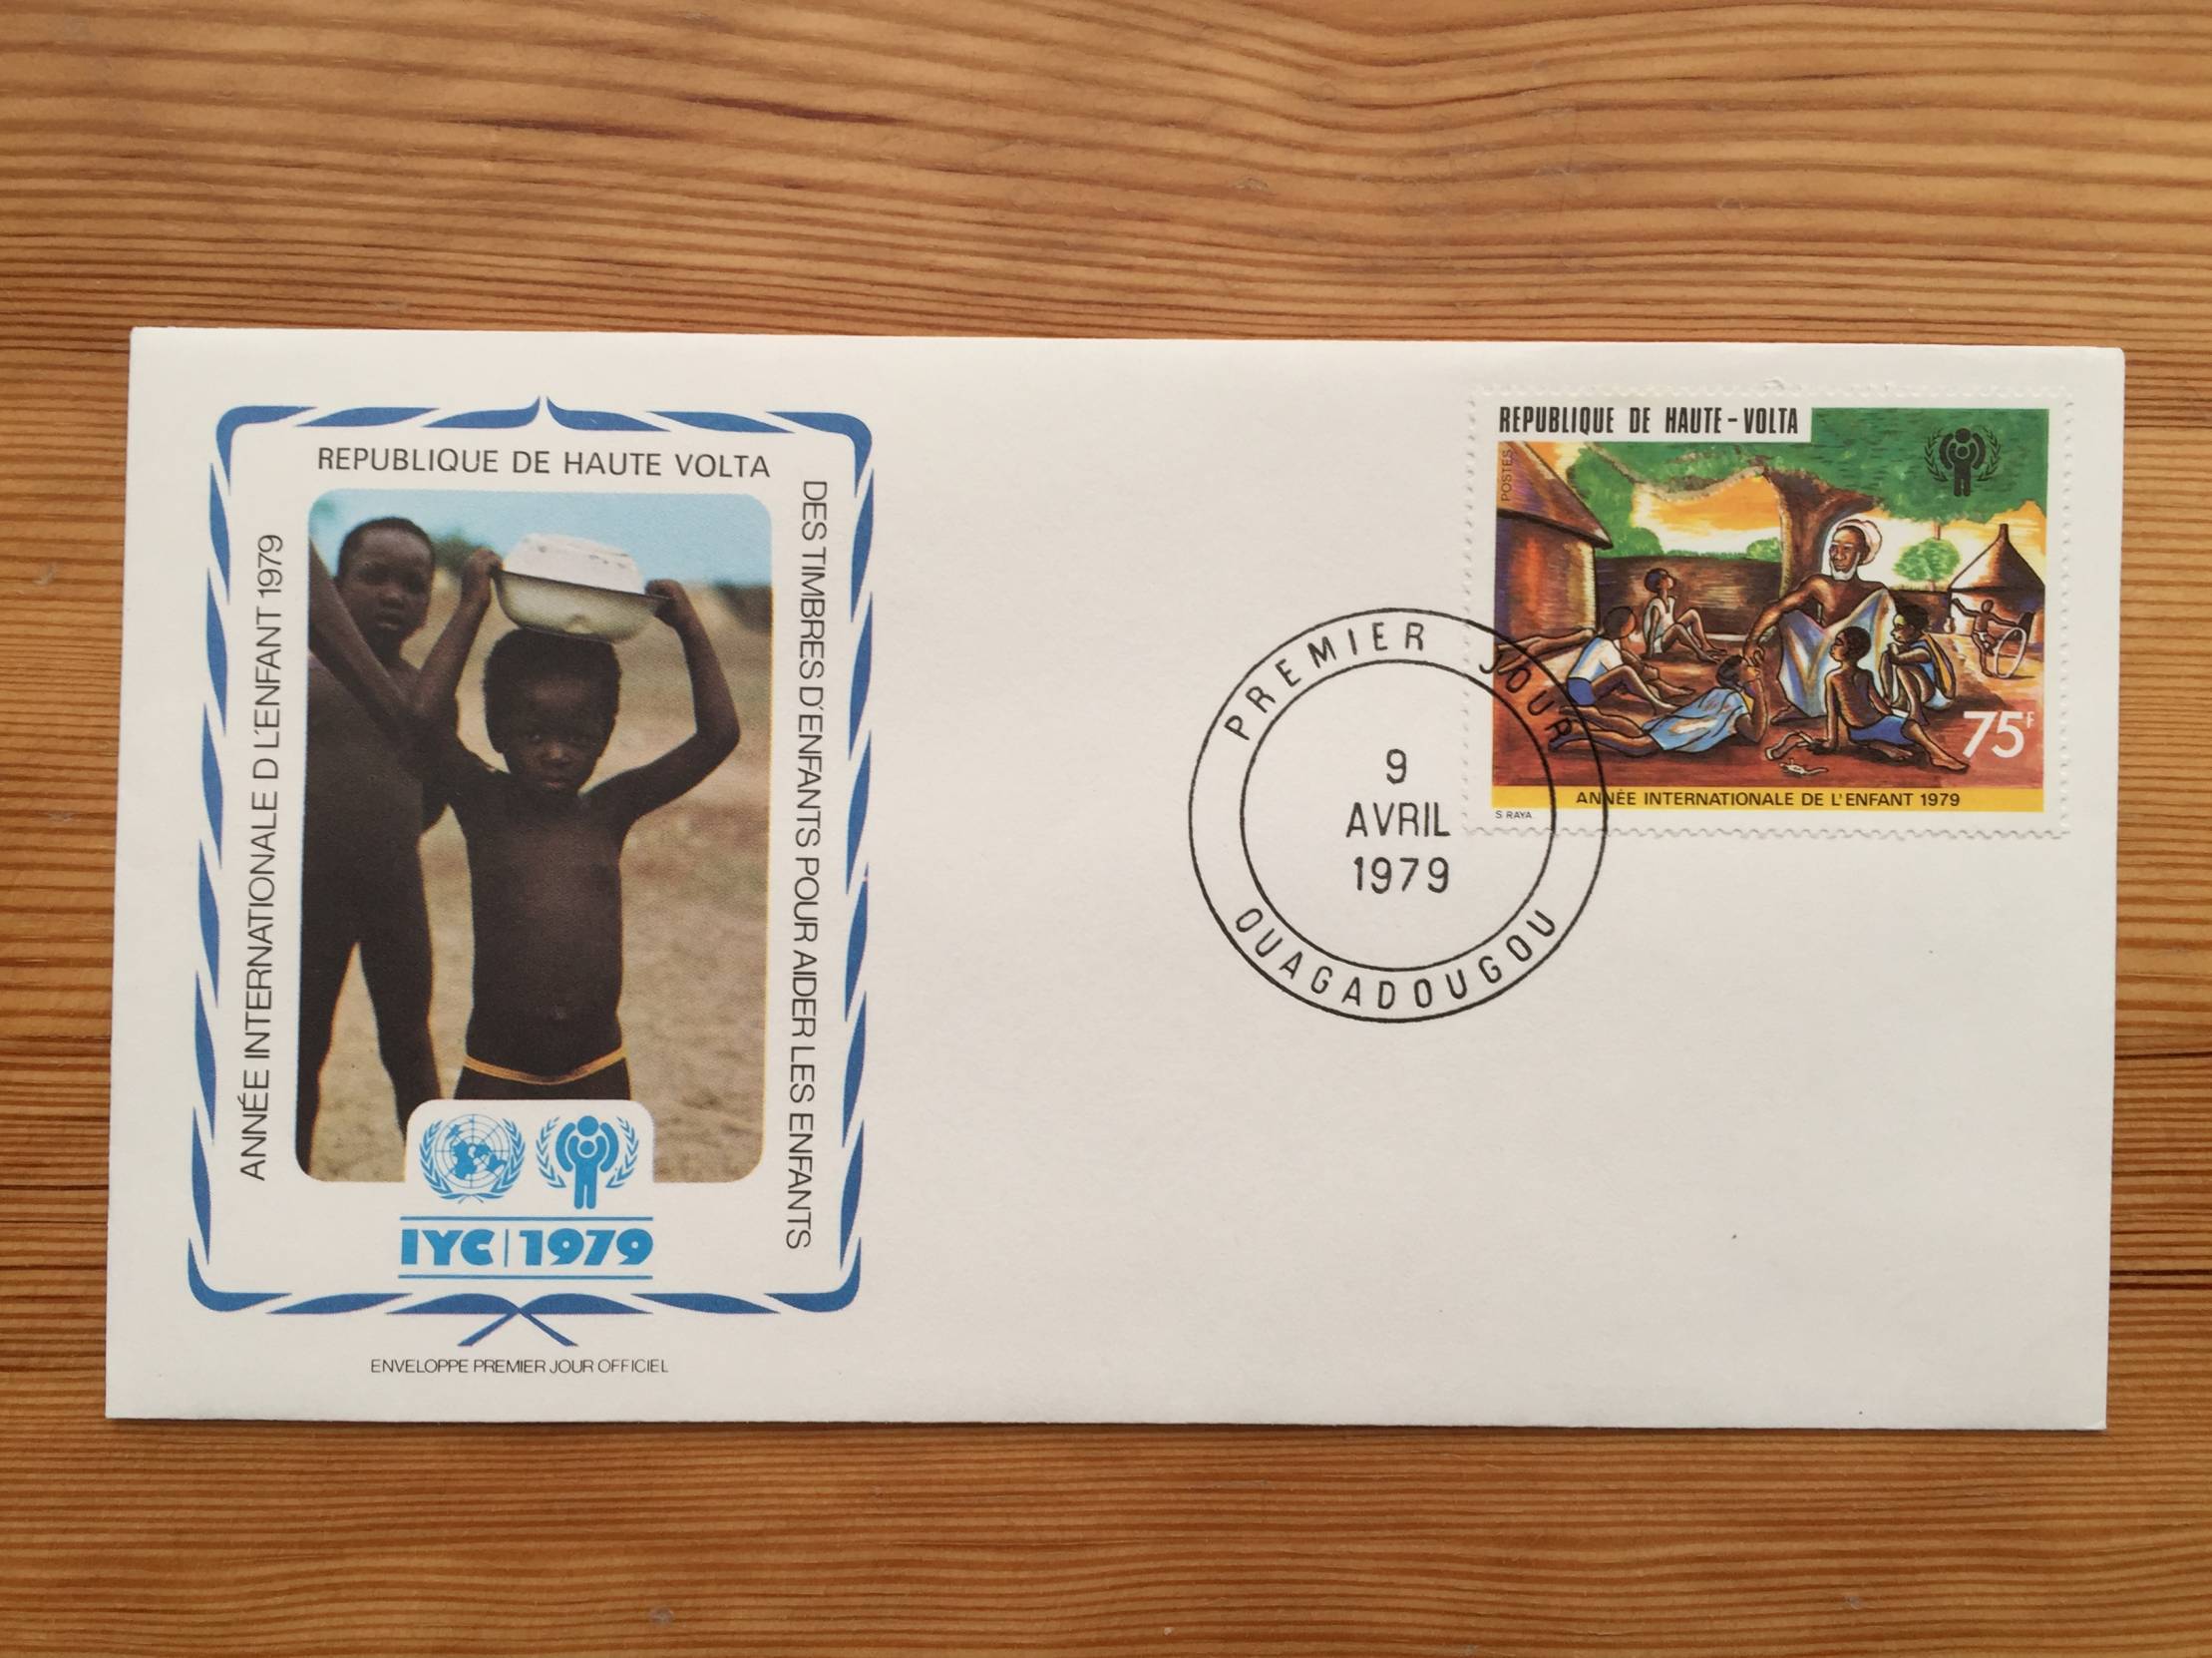 REPUBLIQUE DE HAUTE VOLTA
ANNÉE INTERNATIONALE D L'ENFANT 1979
DES TIMBRES D'ENFANTS POUR AIDER LES ENFANTS
IYC | 1979
ENVELOPPE PREMIER JOUR OFFICIEL
PREMIER JOUR
9
AVRIL
1979
OUAGADOUGOU
REPUBLIQUE DE HAUTE-VOLTA
POSTES
75F
ANNÉE INTERNATIONALE DE L'ENFANT 1979
S RAYA